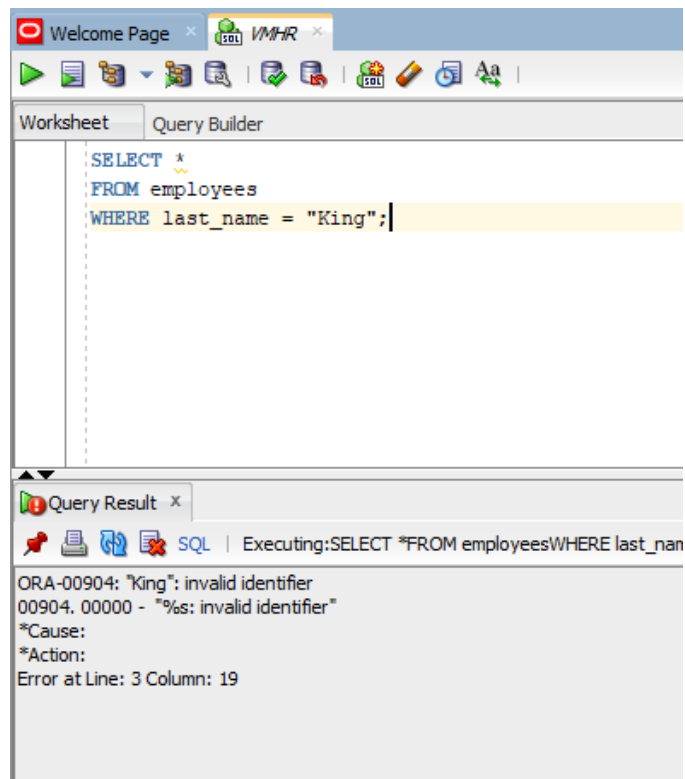 Welcome Page
VMHR
Worksheet Query Builder
SELECT *
FROM employees
WHERE last_name = "King";
Query Result
SQL | Executing:SELECT *FROM employeesWHERE last_nam
ORA-00904: "King": invalid identifier
00904. 00000 - "%s: invalid identifier"
*Cause:
*Action:
Error at Line: 3 Column: 19